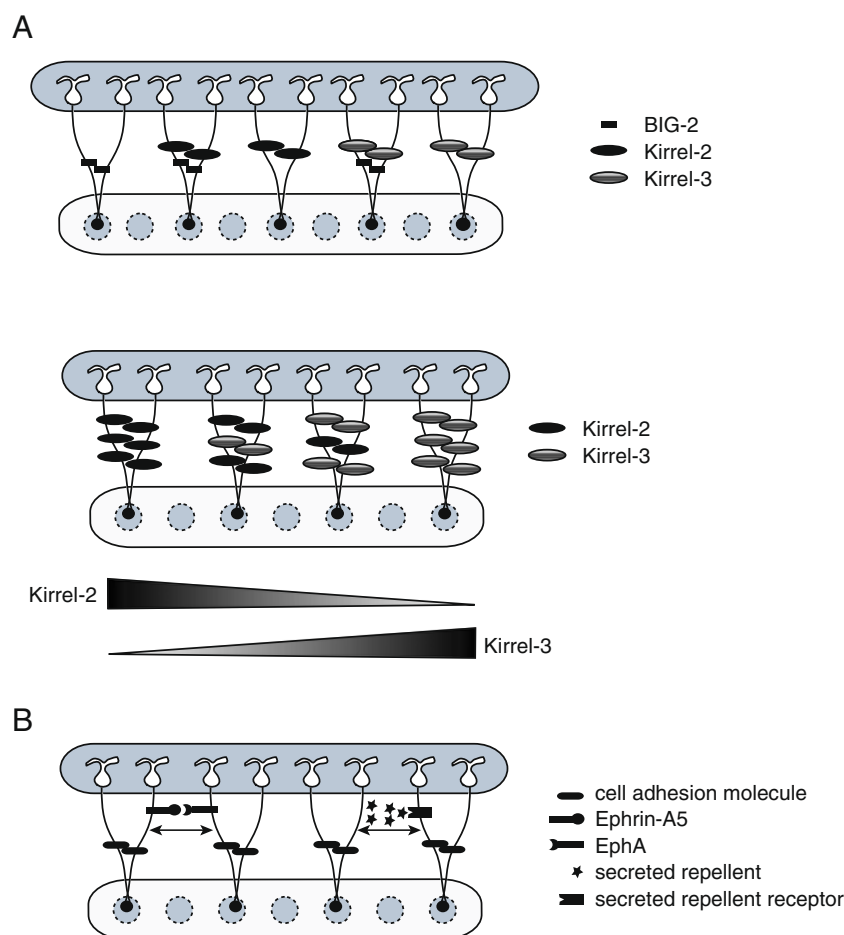 A
BIG-2
Kirrel-2
Kirrel-3
Kirrel-2
Kirrel-3
Kirrel-2
Kirrel-3
B
cell adhesion molecule
Ephrin-A5
EphA
secreted repellent
secreted repellent receptor